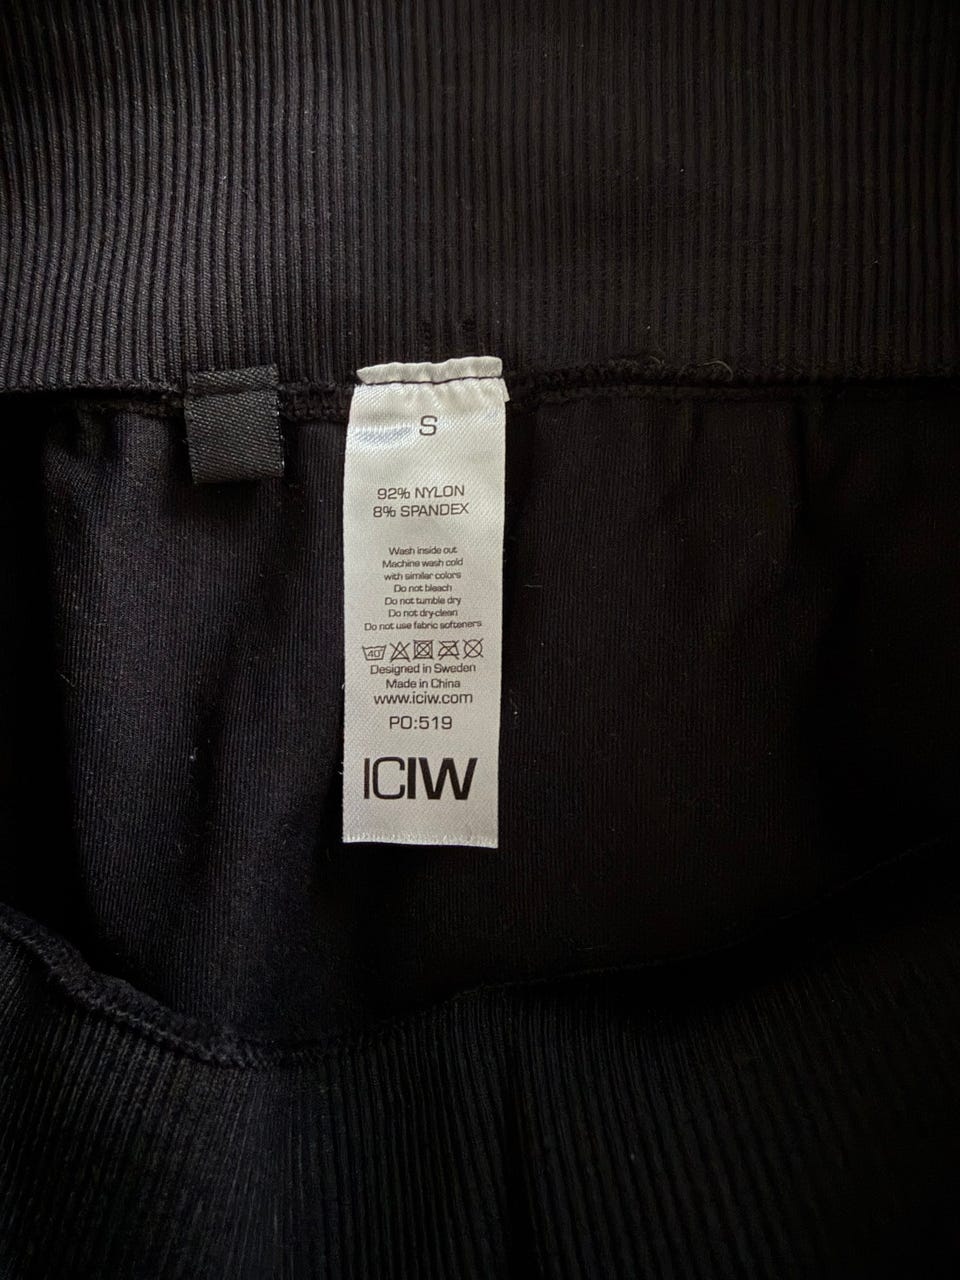 S
92% NYLON
8% SPANDEX
Wash inside out
Machine wash cold
with similar colors
Do not bleach
Do not tumble dry
Do not dry-clean
Do not use fabric softeners
40
Designed in Sweden
Made in China
www.iciw.com
PO:519
ICIW